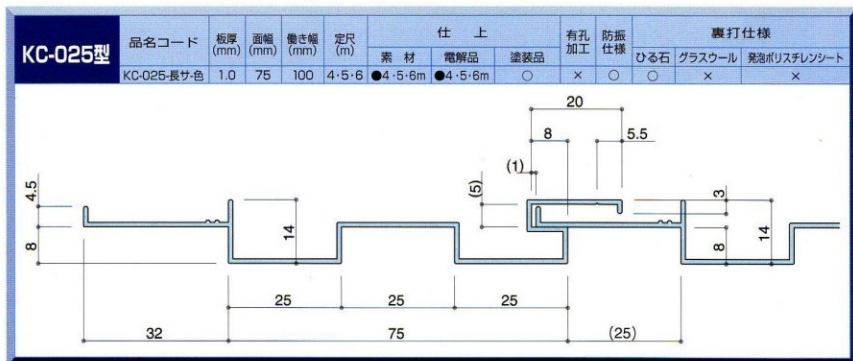 KC-025型
品名コード 板厚(mm) 面幅(mm) 働き幅(mm) 定尺(m) 仕上 有孔加工 防振仕様 裏打仕様
素材 電解品 塗装品 ひる石 グラスウール 発泡ポリスチレンシート
KC-025-長サ-色 1.0 75 100 4・5・6 ●4・5・6m ●4・5・6m ○ × ○ ○ × ×
20
8 5.5
(1)
4.5 (5) 3
8 14 8 14
25 25 25
32 75 (25)